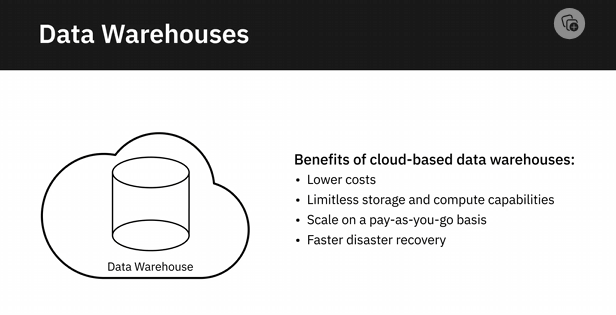 Data Warehouses
Benefits of cloud-based data warehouses:
• Lower costs
• Limitless storage and compute capabilities
• Scale on a pay-as-you-go basis
• Faster disaster recovery
Data Warehouse